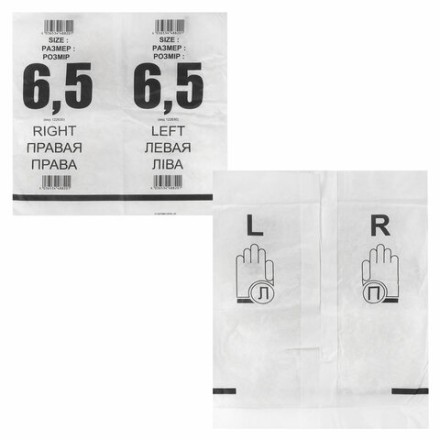 SIZE :
РАЗМЕР :
РОЗМІР
6,5
RIGHT
ПРАВАЯ
ПРАВА
SIZE :
РАЗМЕР :
РОЗМІР
6,5
LEFT
ЛЕВАЯ
ЛІВА
L
R
Л
П